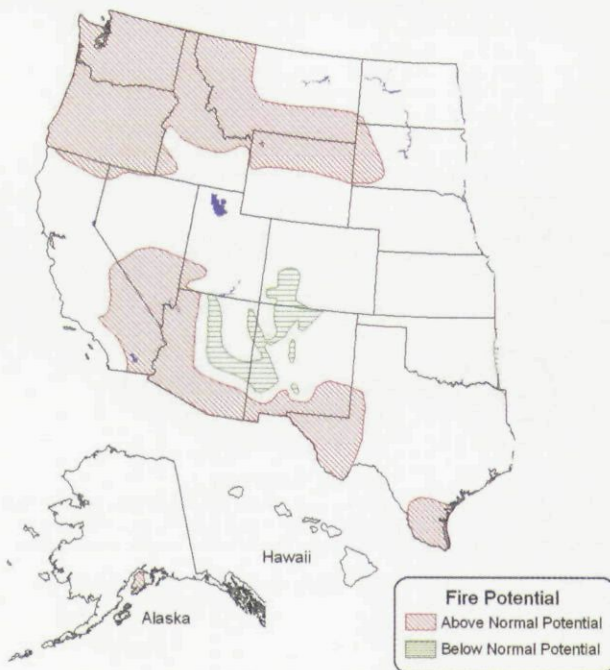 Hawaii
Alaska
Fire Potential
Above Normal Potential
Below Normal Potential